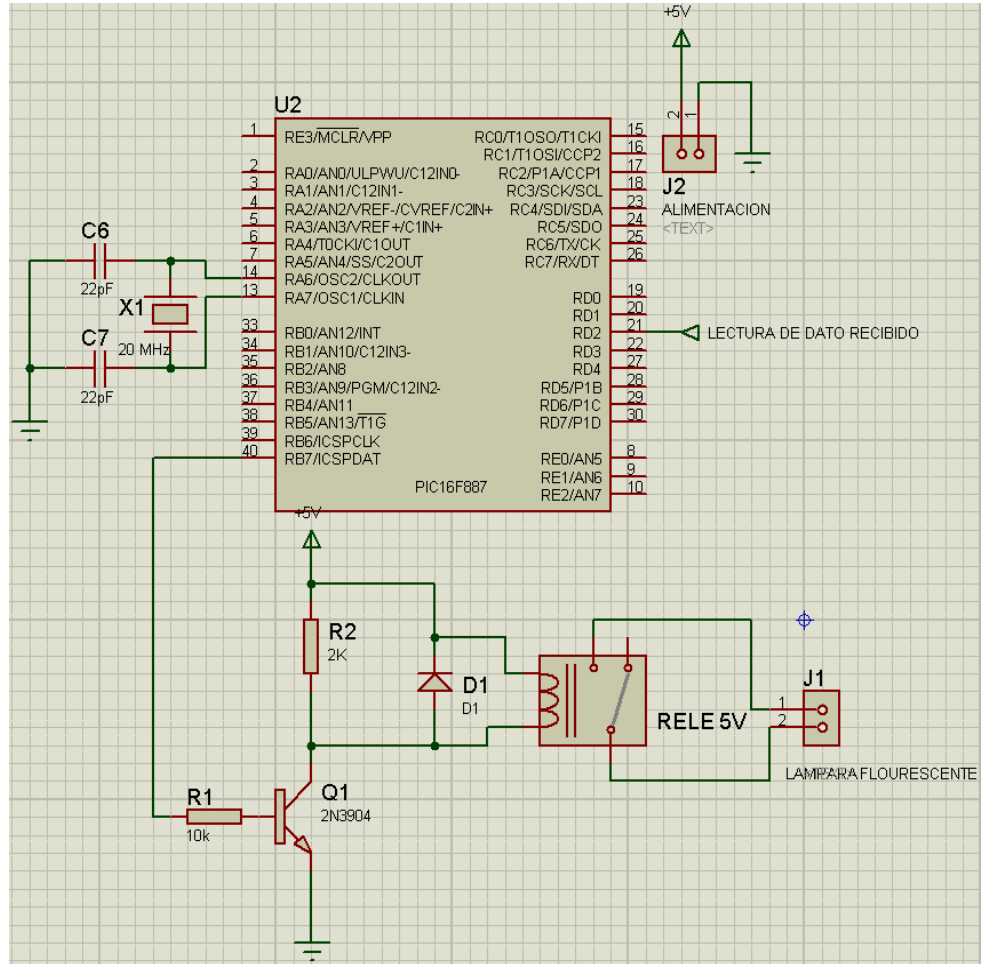 +5V
2
1
J2
ALIMENTACION
<TEXT>
U2
1
RE3/MCLR/VPP
2
RA0/AN0/ULPWU/C12IN0-
3
RA1/AN1/C12IN1-
4
RA2/AN2/VREF-/CVREF/C2IN+
5
RA3/AN3/VREF+/C1IN+
6
RA4/T0CKI/C1OUT
7
RA5/AN4/SS/C2OUT
14
RA6/OSC2/CLKOUT
13
RA7/OSC1/CLKIN
33
RB0/AN12/INT
34
RB1/AN10/C12IN3-
35
RB2/AN8
36
RB3/AN9/PGM/C12IN2-
37
RB4/AN11
38
RB5/AN13/T1G
39
RB6/ICSPCLK
40
RB7/ICSPDAT
RC0/T1OSO/T1CKI
15
RC1/T1OSI/CCP2
16
RC2/P1A/CCP1
17
RC3/SCK/SCL
18
RC4/SDI/SDA
23
RC5/SDO
24
RC6/TX/CK
25
RC7/RX/DT
26
RD0
19
RD1
20
RD2
21
RD3
22
RD4
27
RD5/P1B
28
RD6/P1C
29
RD7/P1D
30
RE0/AN5
8
RE1/AN6
9
RE2/AN7
10
PIC16F887
LECTURA DE DATO RECIBIDO
C6
22pF
X1
20 MHz
C7
22pF
+5V
R2
2K
D1
D1
RELE 5V
J1
1
2
LAMPARA FLOURESCENTE
R1
10k
Q1
2N3904